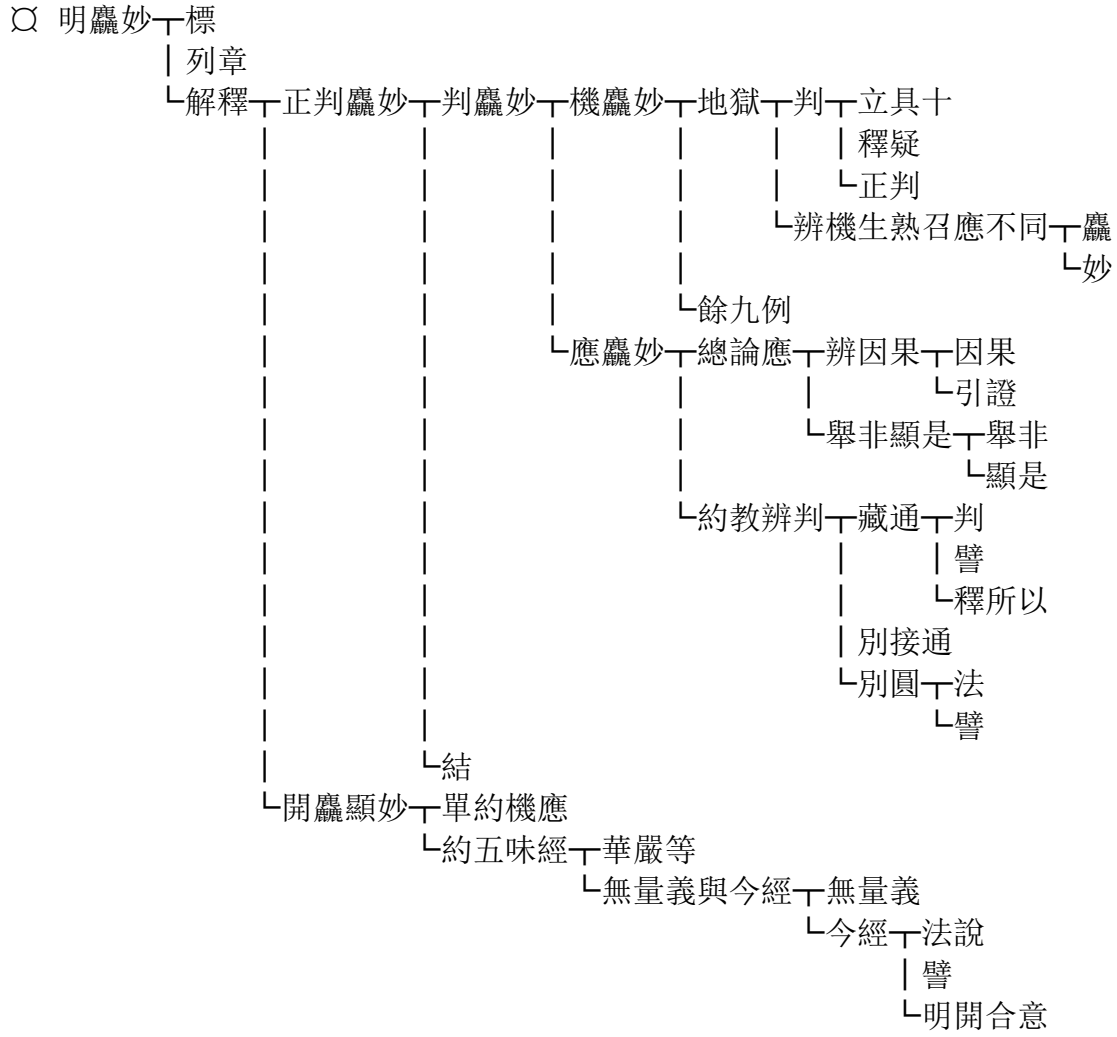 ¤ 明麤妙┬標
│列章
└解釋┬正判麤妙┬判麤妙┬機麤妙┬地獄┬判┬立具十
│ │ │ │ │ │釋疑
│ │ │ │ │ └正判
│ │ │ │ └辨機生熟召應不同┬麤
│ │ │ │ └妙
│ │ │ └餘九例
│ │ └應麤妙┬總論應┬辨因果┬因果
│ │ │ │ └引證
│ │ │ └舉非顯是┬舉非
│ │ │ └顯是
│ │ └約教辨判┬藏通┬判
│ │ │ │譬
│ │ │ └釋所以
│ │ │別接通
│ │ └別圓┬法
│ │ └譬
│ └結
└開麤顯妙┬單約機應
└約五味經┬華嚴等
└無量義與今經┬無量義
└今經┬法說
│譬
└明開合意